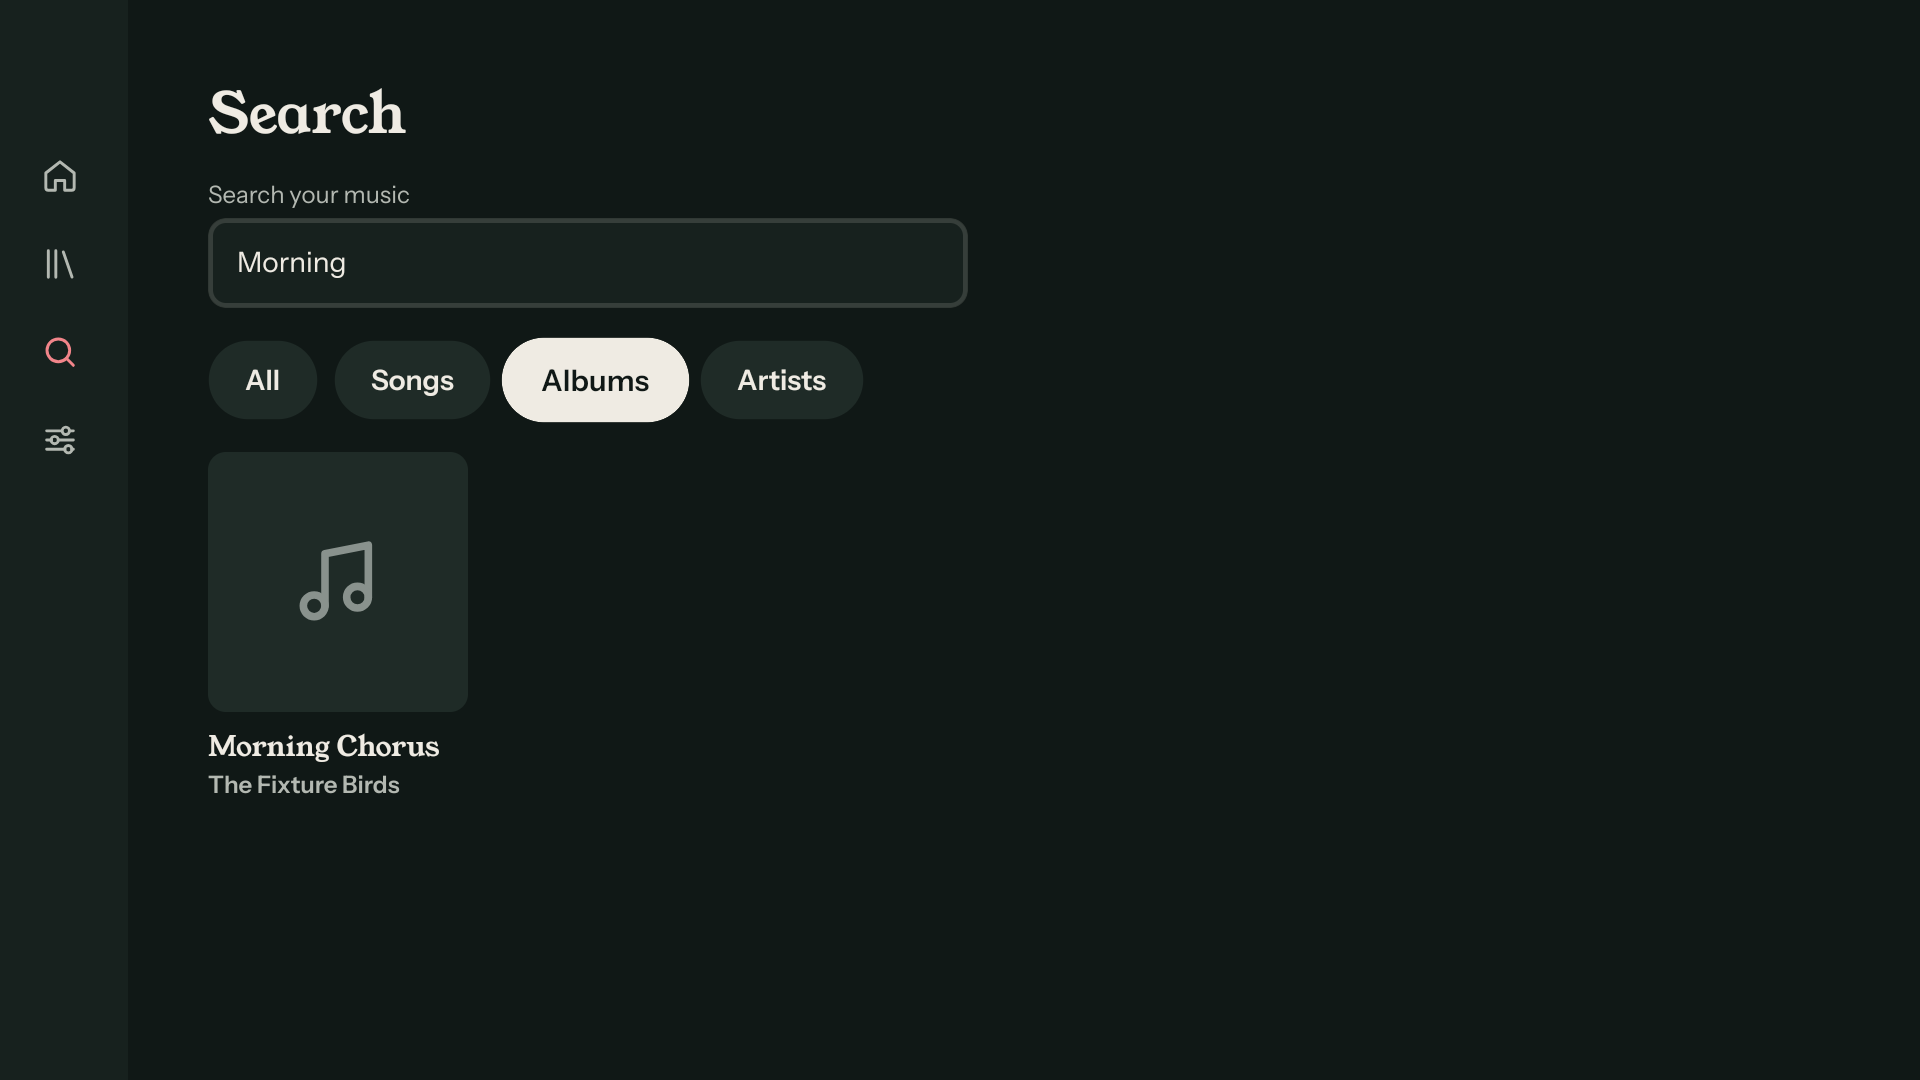 Search
Search your music
Morning
All
Songs
Albums
Artists
Morning Chorus
The Fixture Birds